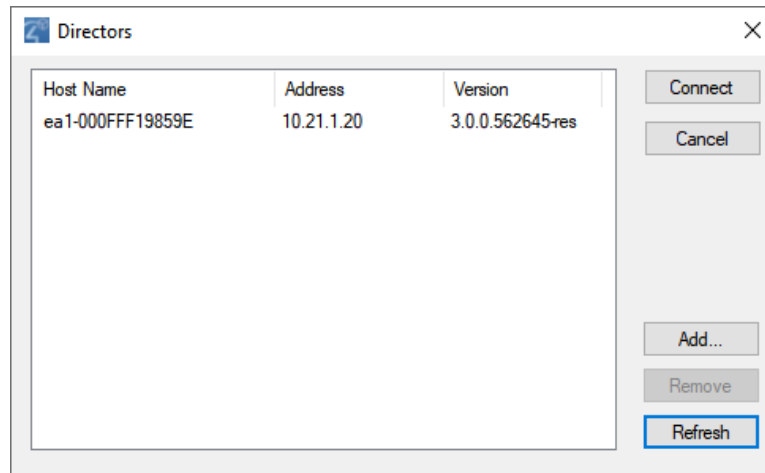 Directors
Host Name Address Version
ea1-000FFF19859E 10.21.1.20 3.0.0.562645-res
Connect
Cancel
Add...
Remove
Refresh